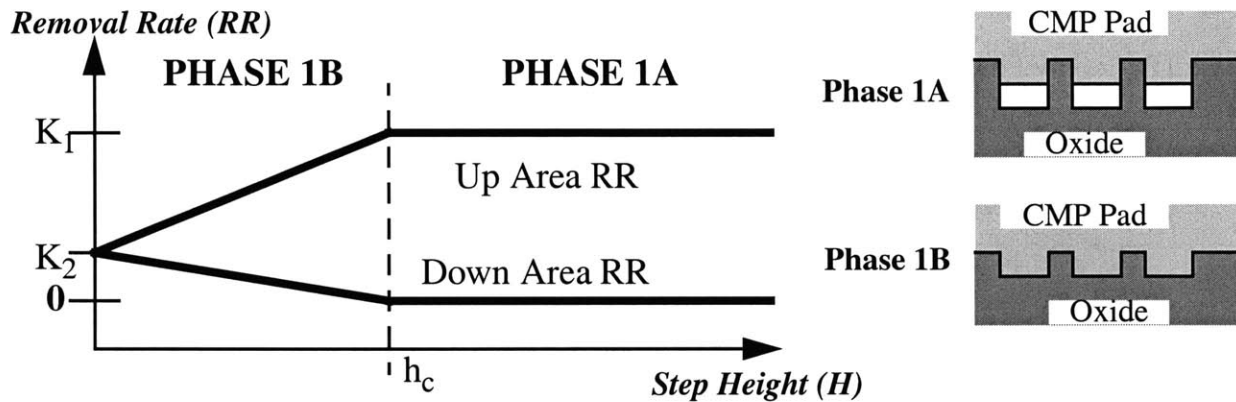 Removal Rate (RR)
PHASE 1B
PHASE 1A
K1
Up Area RR
K2
Down Area RR
0
hc
Step Height (H)
CMP Pad
Phase 1A
Oxide
CMP Pad
Phase 1B
Oxide